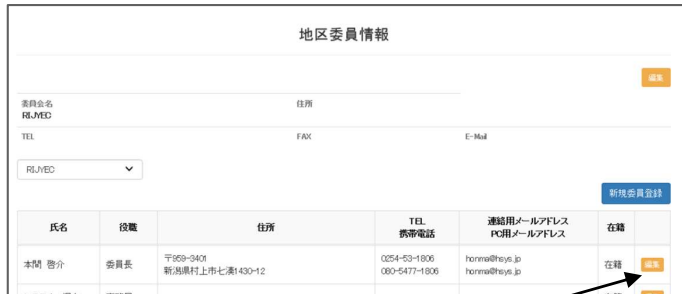 地区委員情報
編集
委員会名
RIJYEC
住所
TEL
FAX
E-Mail
RIJYEC
新規委員登録
氏名
役職
住所
TEL
携帯電話
連絡用メールアドレス
PC用メールアドレス
在籍
本間 啓介
委員長
〒959-3401
新潟県村上市七湊1430-12
0254-53-1806
080-5477-1806
honma@hsys.jp
honma@hsys.jp
在籍
編集